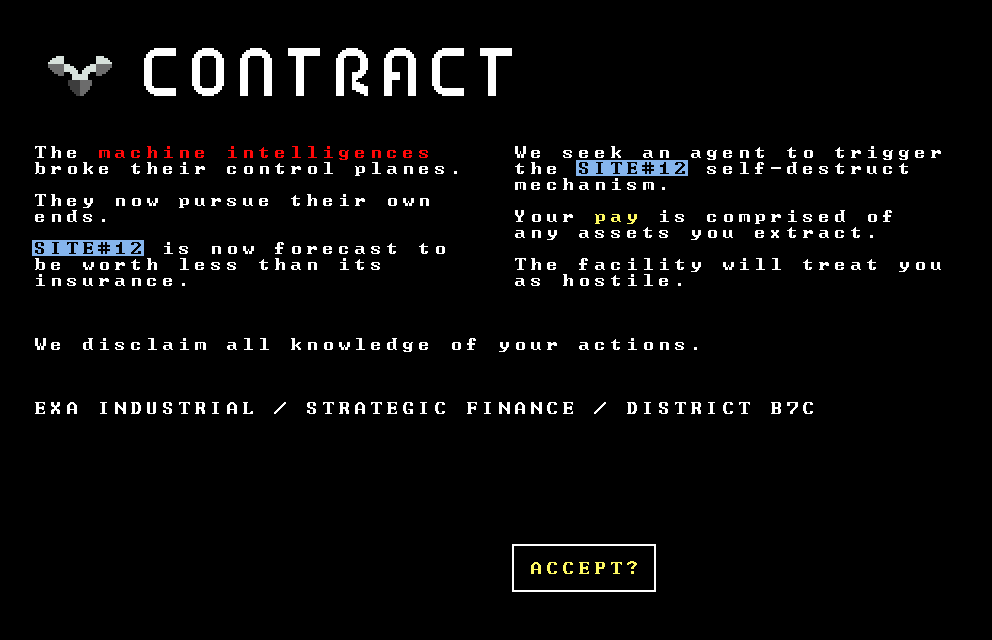 CONTRACT
The machine intelligences
broke their control planes.
They now pursue their own
ends.
SITE#12 is now forecast to
be worth less than its
insurance.
We seek an agent to trigger
the SITE#12 self-destruct
mechanism.
Your pay is comprised of
any assets you extract.
The facility will treat you
as hostile.
We disclaim all knowledge of your actions.
EXA INDUSTRIAL / STRATEGIC FINANCE / DISTRICT B7C
ACCEPT?